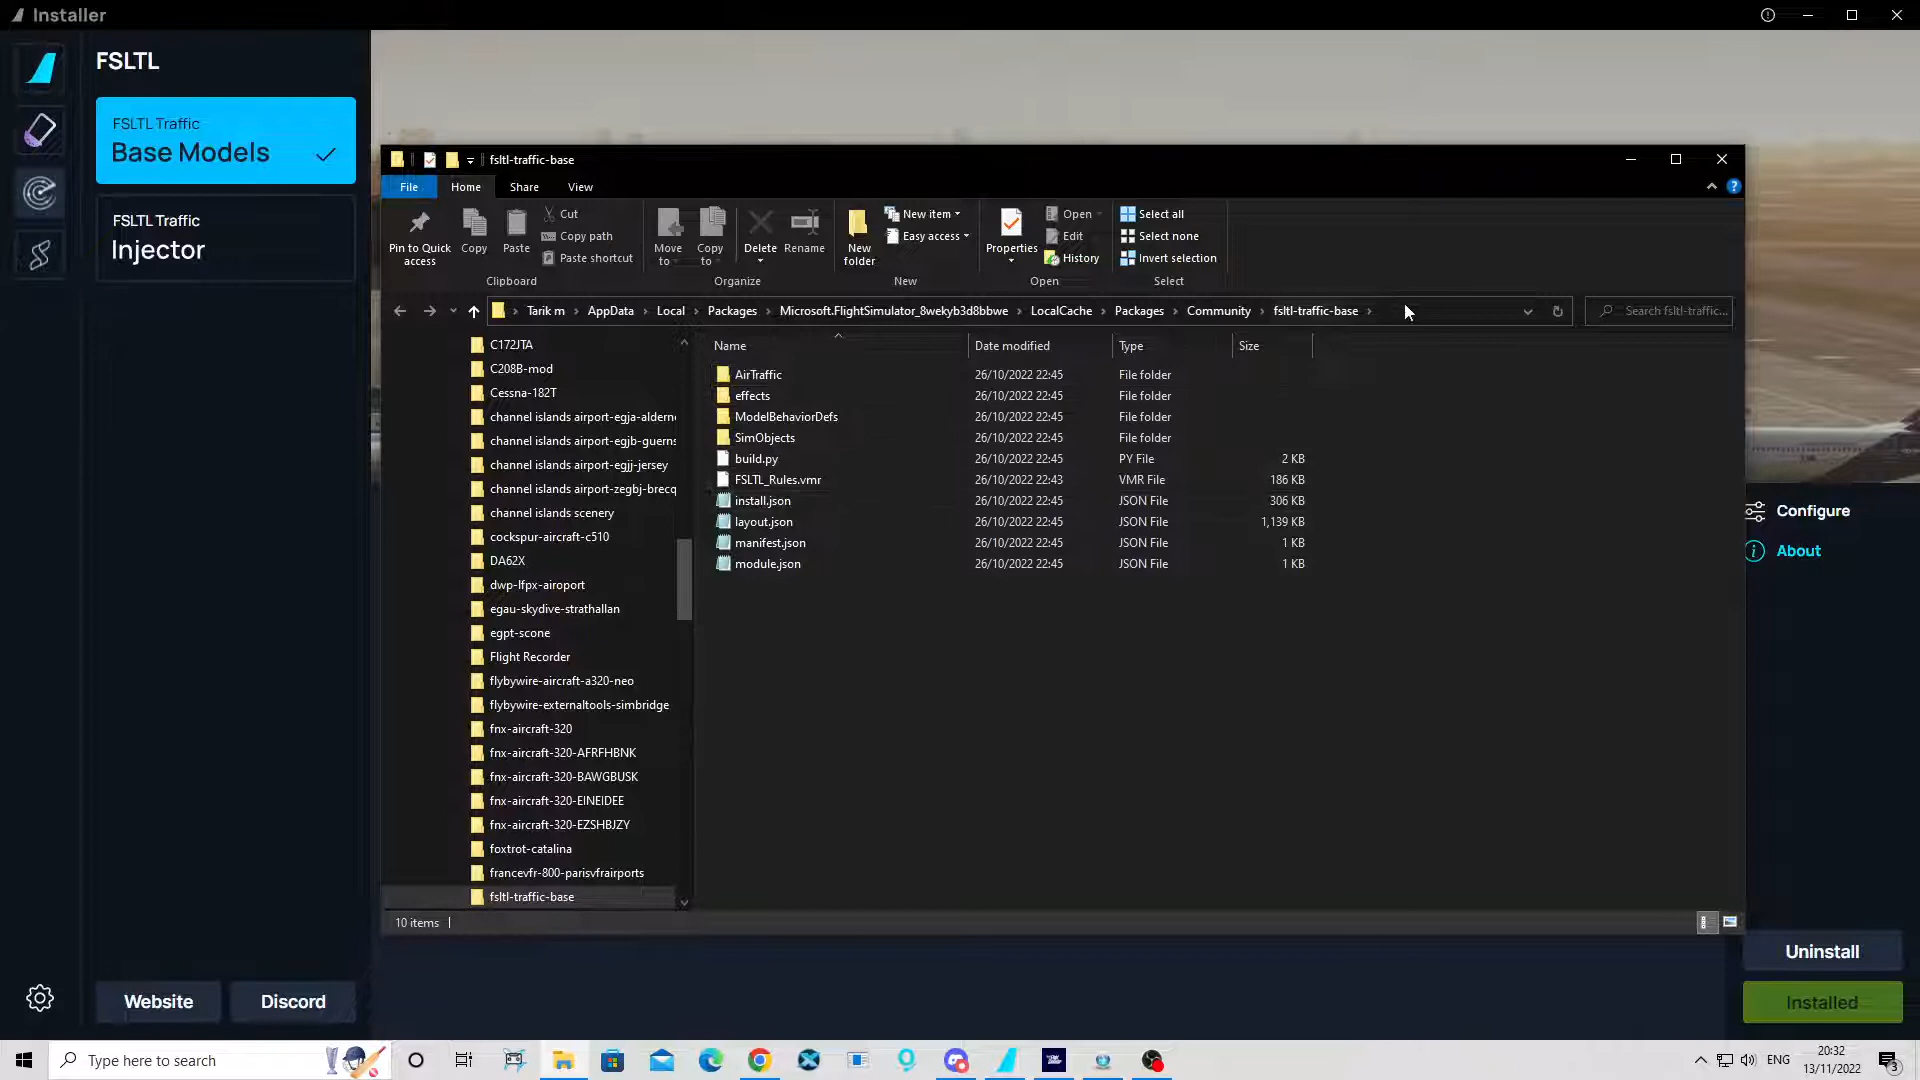 Installer
FSLTL
FSLTL Traffic
Base Models
FSLTL Traffic
Injector
fsltl-traffic-base
File Home Share View
Pin to Quick access
Copy
Paste
Cut
Copy path
Paste shortcut
Clipboard
Move to
Copy to
Delete
Rename
Organize
New folder
New item
Easy access
New
Properties
Open
Edit
History
Open
Select all
Select none
Invert selection
Select
Tarik m > AppData > Local > Packages > Microsoft.FlightSimulator_8wekyb3d8bbwe > LocalCache > Packages > Community > fsltl-traffic-base >
Search fsltl-traffic...
C172JTA
C208B-mod
Cessna-182T
channel islands airport-egja-alderne
channel islands airport-egjb-guerns
channel islands airport-egjj-jersey
channel islands airport-zegbj-brecq
channel islands scenery
cockspur-aircraft-c510
DA62X
dwp-lfpx-airoport
egau-skydive-strathallan
egpt-scone
Flight Recorder
flybywire-aircraft-a320-neo
flybywire-externaltools-simbridge
fnx-aircraft-320
fnx-aircraft-320-AFRFHBNK
fnx-aircraft-320-BAWGBUSK
fnx-aircraft-320-EINEIDEE
fnx-aircraft-320-EZSHBJZY
foxtrot-catalina
francevfr-800-parisvfrairports
fsltl-traffic-base
Name Date modified Type Size
AirTraffic 26/10/2022 22:45 File folder
effects 26/10/2022 22:45 File folder
ModelBehaviorDefs 26/10/2022 22:45 File folder
SimObjects 26/10/2022 22:45 File folder
build.py 26/10/2022 22:45 PY File 2 KB
FSLTL_Rules.vmr 26/10/2022 22:43 VMR File 186 KB
install.json 26/10/2022 22:45 JSON File 306 KB
layout.json 26/10/2022 22:45 JSON File 1,139 KB
manifest.json 26/10/2022 22:45 JSON File 1 KB
module.json 26/10/2022 22:45 JSON File 1 KB
10 items
Configure
About
Uninstall
Installed
Website
Discord
Type here to search
ENG
20:32
13/11/2022
3